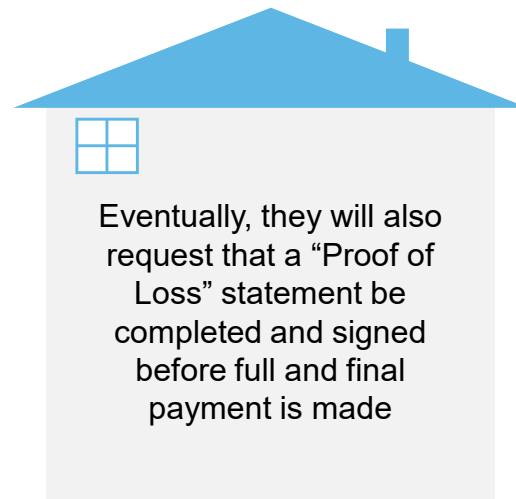 Eventually, they will also
request that a “Proof of
Loss” statement be
completed and signed
before full and final
payment is made